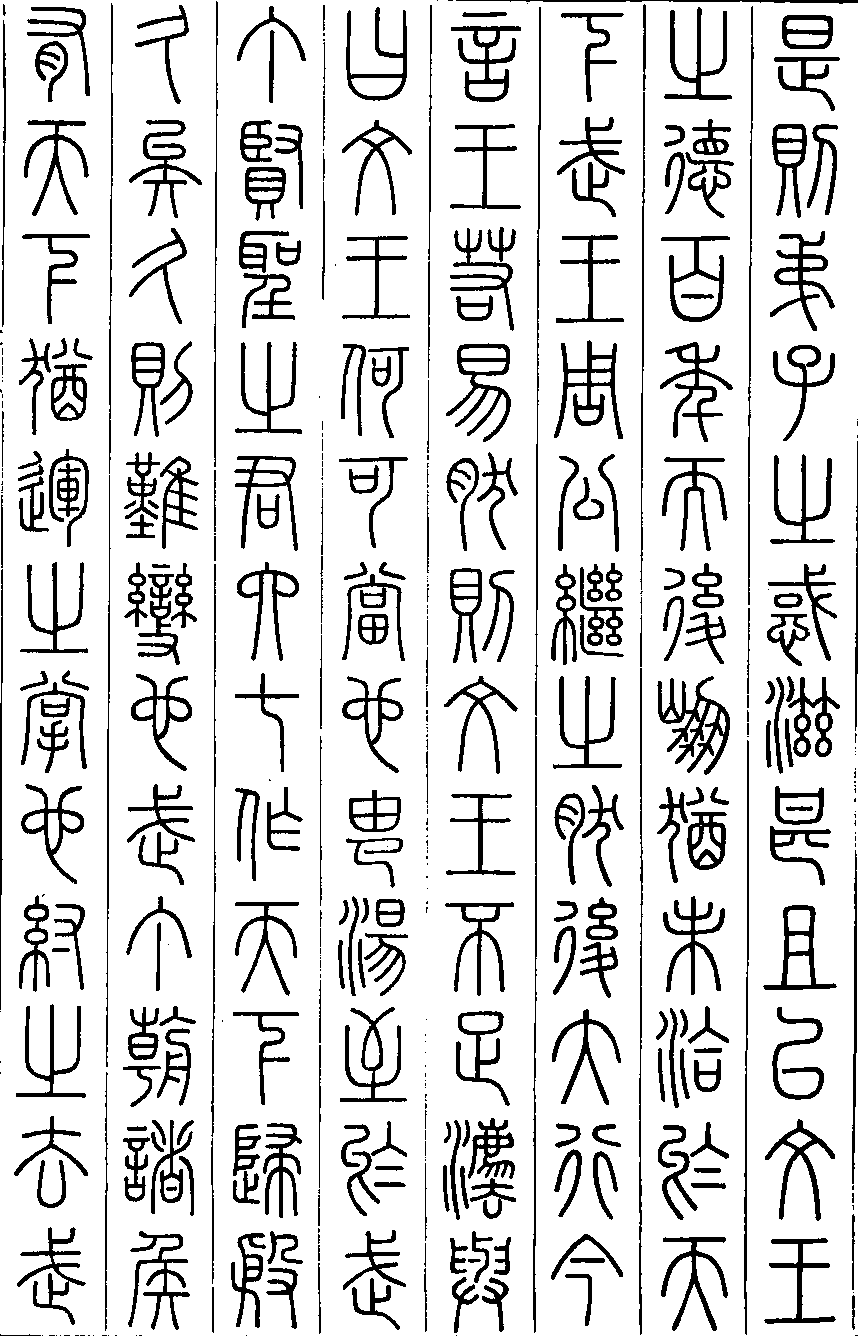 是則弟子之惑滋甚且以文王
之德百年而後崩猶未洽於天
下武王周公繼之然後大行今
言王若易然則文王不足法與
曰文王何可當也由湯至於武
丁賢聖之君六七作天下歸殷
久矣久則難變也武丁朝諸侯
有天下猶運之掌也紂之去武